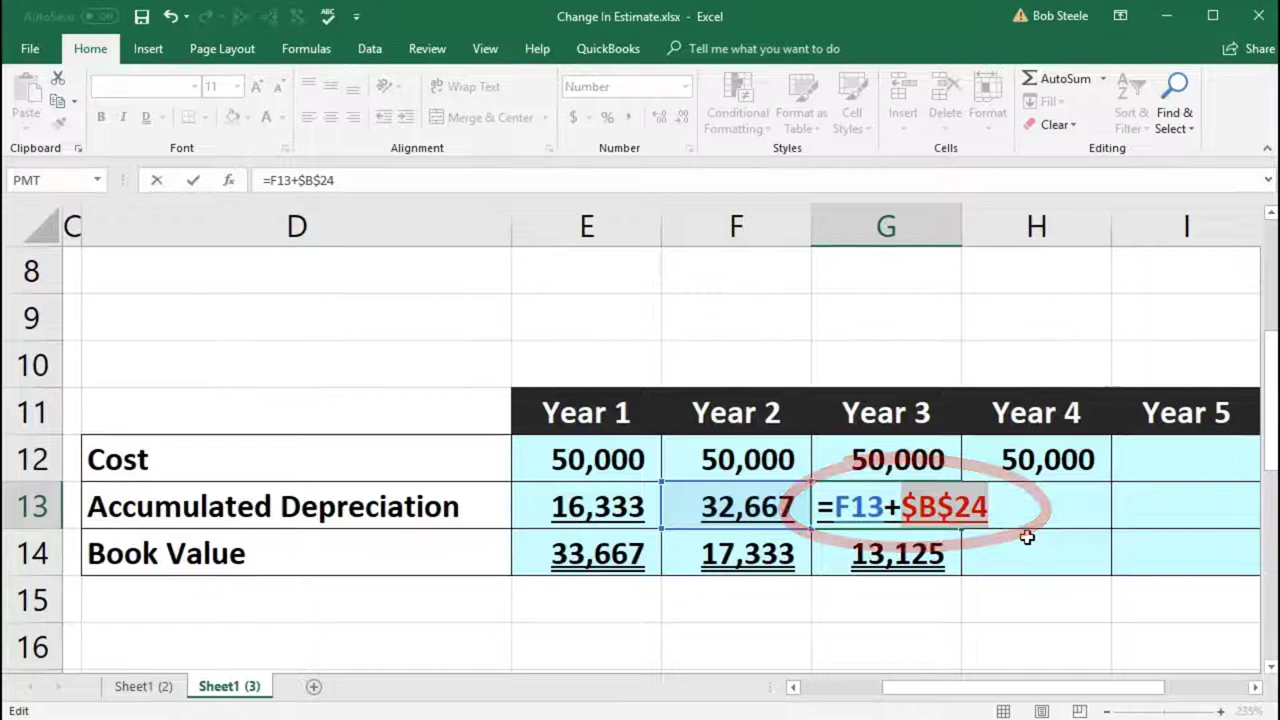 AutoSave Off ABC Change In Estimate.xlsx - Excel Bob Steele
File Home Insert Page Layout Formulas Data Review View Help QuickBooks Tell me what you want to do Share
Paste 11 Wrap Text Number AutoSum
B I D Merge & Center $ % Conditional Formatting Format as Table Cell Styles Insert Delete Format Fill Clear Sort & Filter Find & Select
Clipboard Font Alignment Number Styles Cells Editing
PMT fx =F13+$B$24
C D E F G H I
8
9
10
11 Year 1 Year 2 Year 3 Year 4 Year 5
12 Cost 50,000 50,000 50,000 50,000
13 Accumulated Depreciation 16,333 32,667 =F13+$B$24
14 Book Value 33,667 17,333 13,125
15
16
Sheet1 (2) Sheet1 (3)
Edit 235%